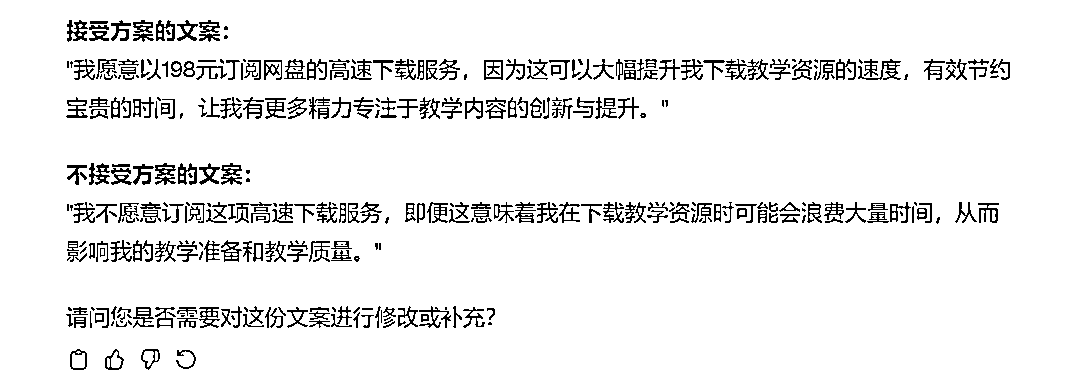 接受方案的文案：
"我愿意以198元订阅网盘的高速下载服务，因为这可以大幅提升我下载教学资源的速度，有效节约
宝贵的时间，让我有更多精力专注于教学内容的创新与提升。"
不接受方案的文案：
"我不愿意订阅这项高速下载服务，即便这意味着我在下载教学资源时可能会浪费大量时间，从而
影响我的教学准备和教学质量。"
请问您是否需要对这份文案进行修改或补充？